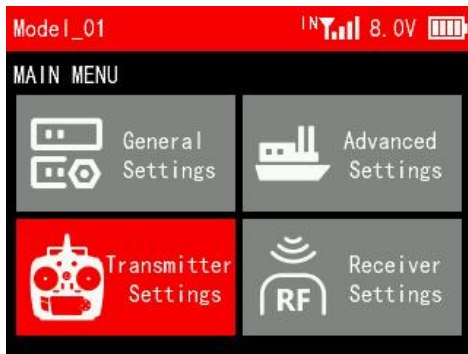 Model_01 IN 8.0V
MAIN MENU
General
Settings
Advanced
Settings
Transmitter
Settings
RF
Receiver
Settings